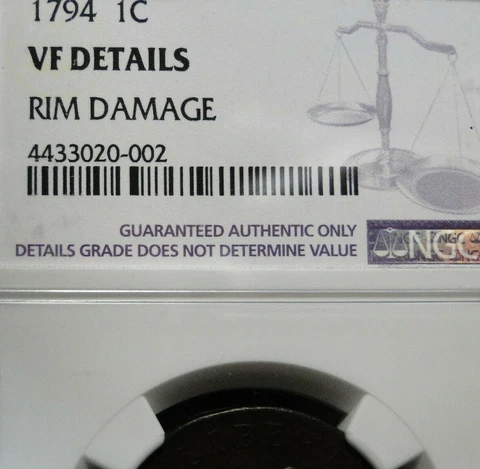 1794 1C
VF DETAILS
RIM DAMAGE
4433020-002
GUARANTEED AUTHENTIC ONLY
DETAILS GRADE DOES NOT DETERMINE VALUE
NGC